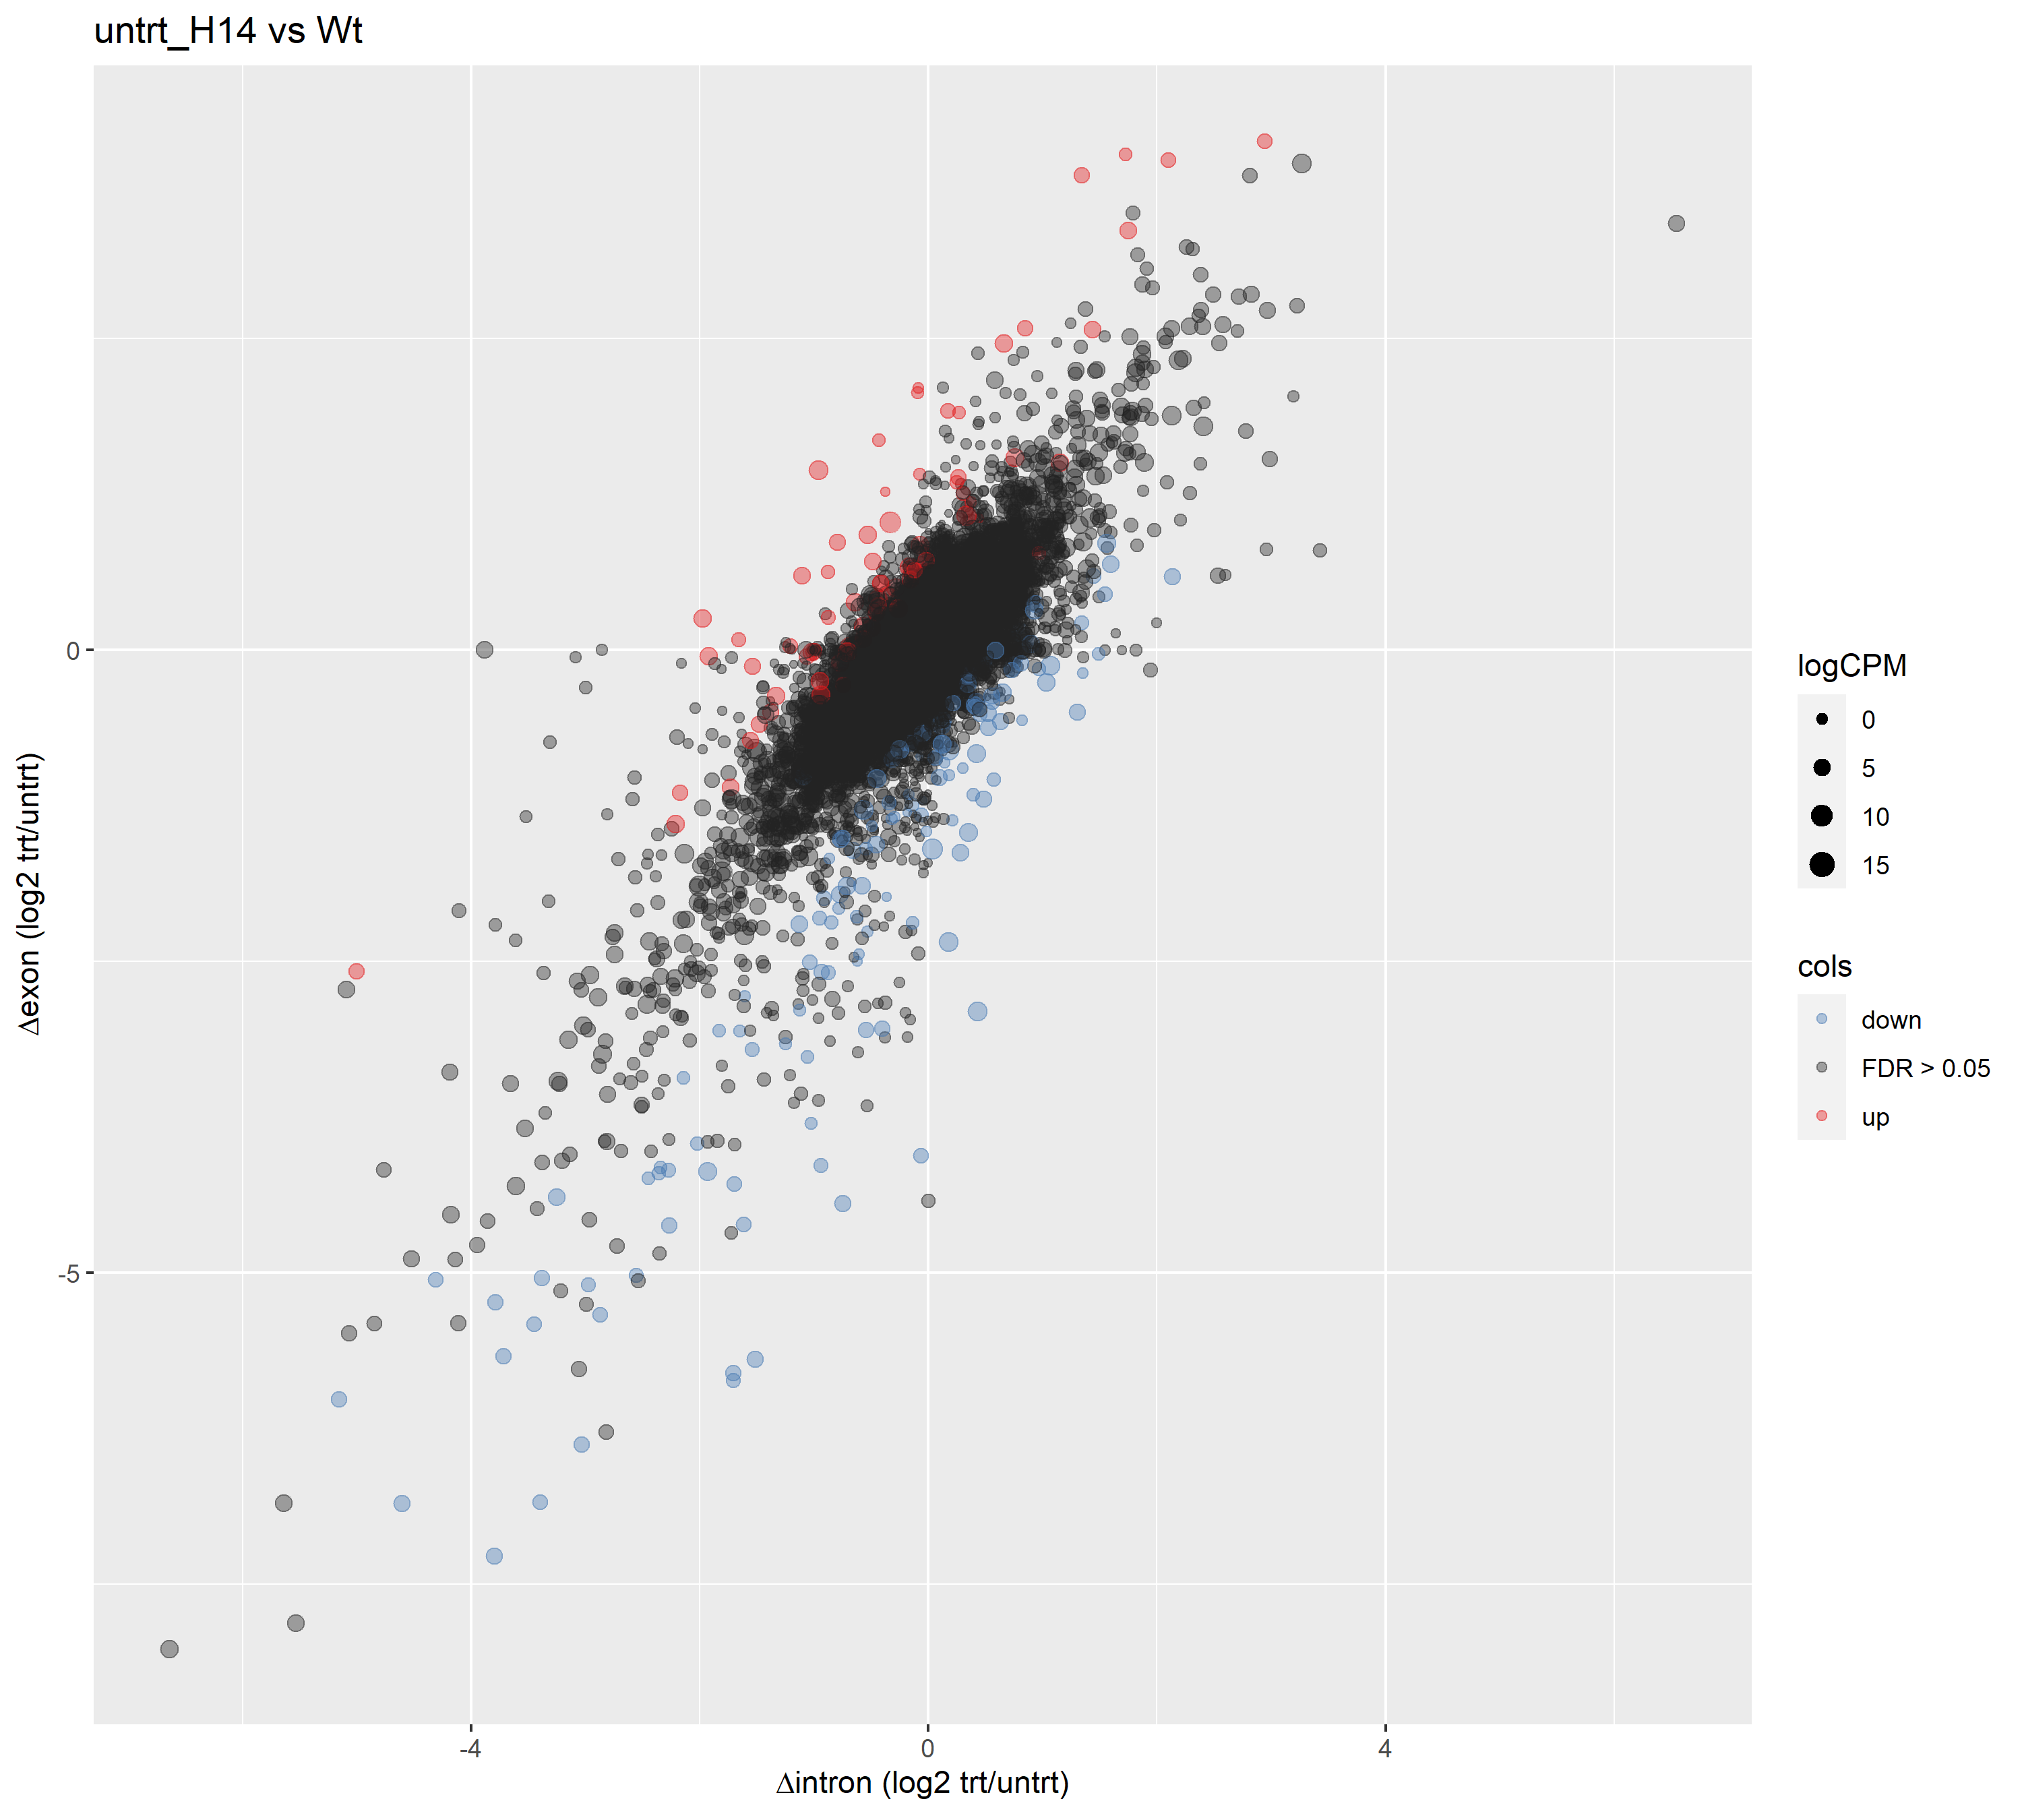 untrt_H14 vs Wt
0
-5
Δexon (log2 trt/untrt)
-4
0
4
Δintron (log2 trt/untrt)
logCPM
0
5
10
15
cols
down
FDR > 0.05
up